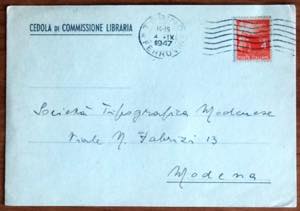 CEDOLA DI COMMISSIONE LIBRARIA
4 - IX
1947
Società Tipografica Modenese
Viale N. Fabrizi 13
Modena